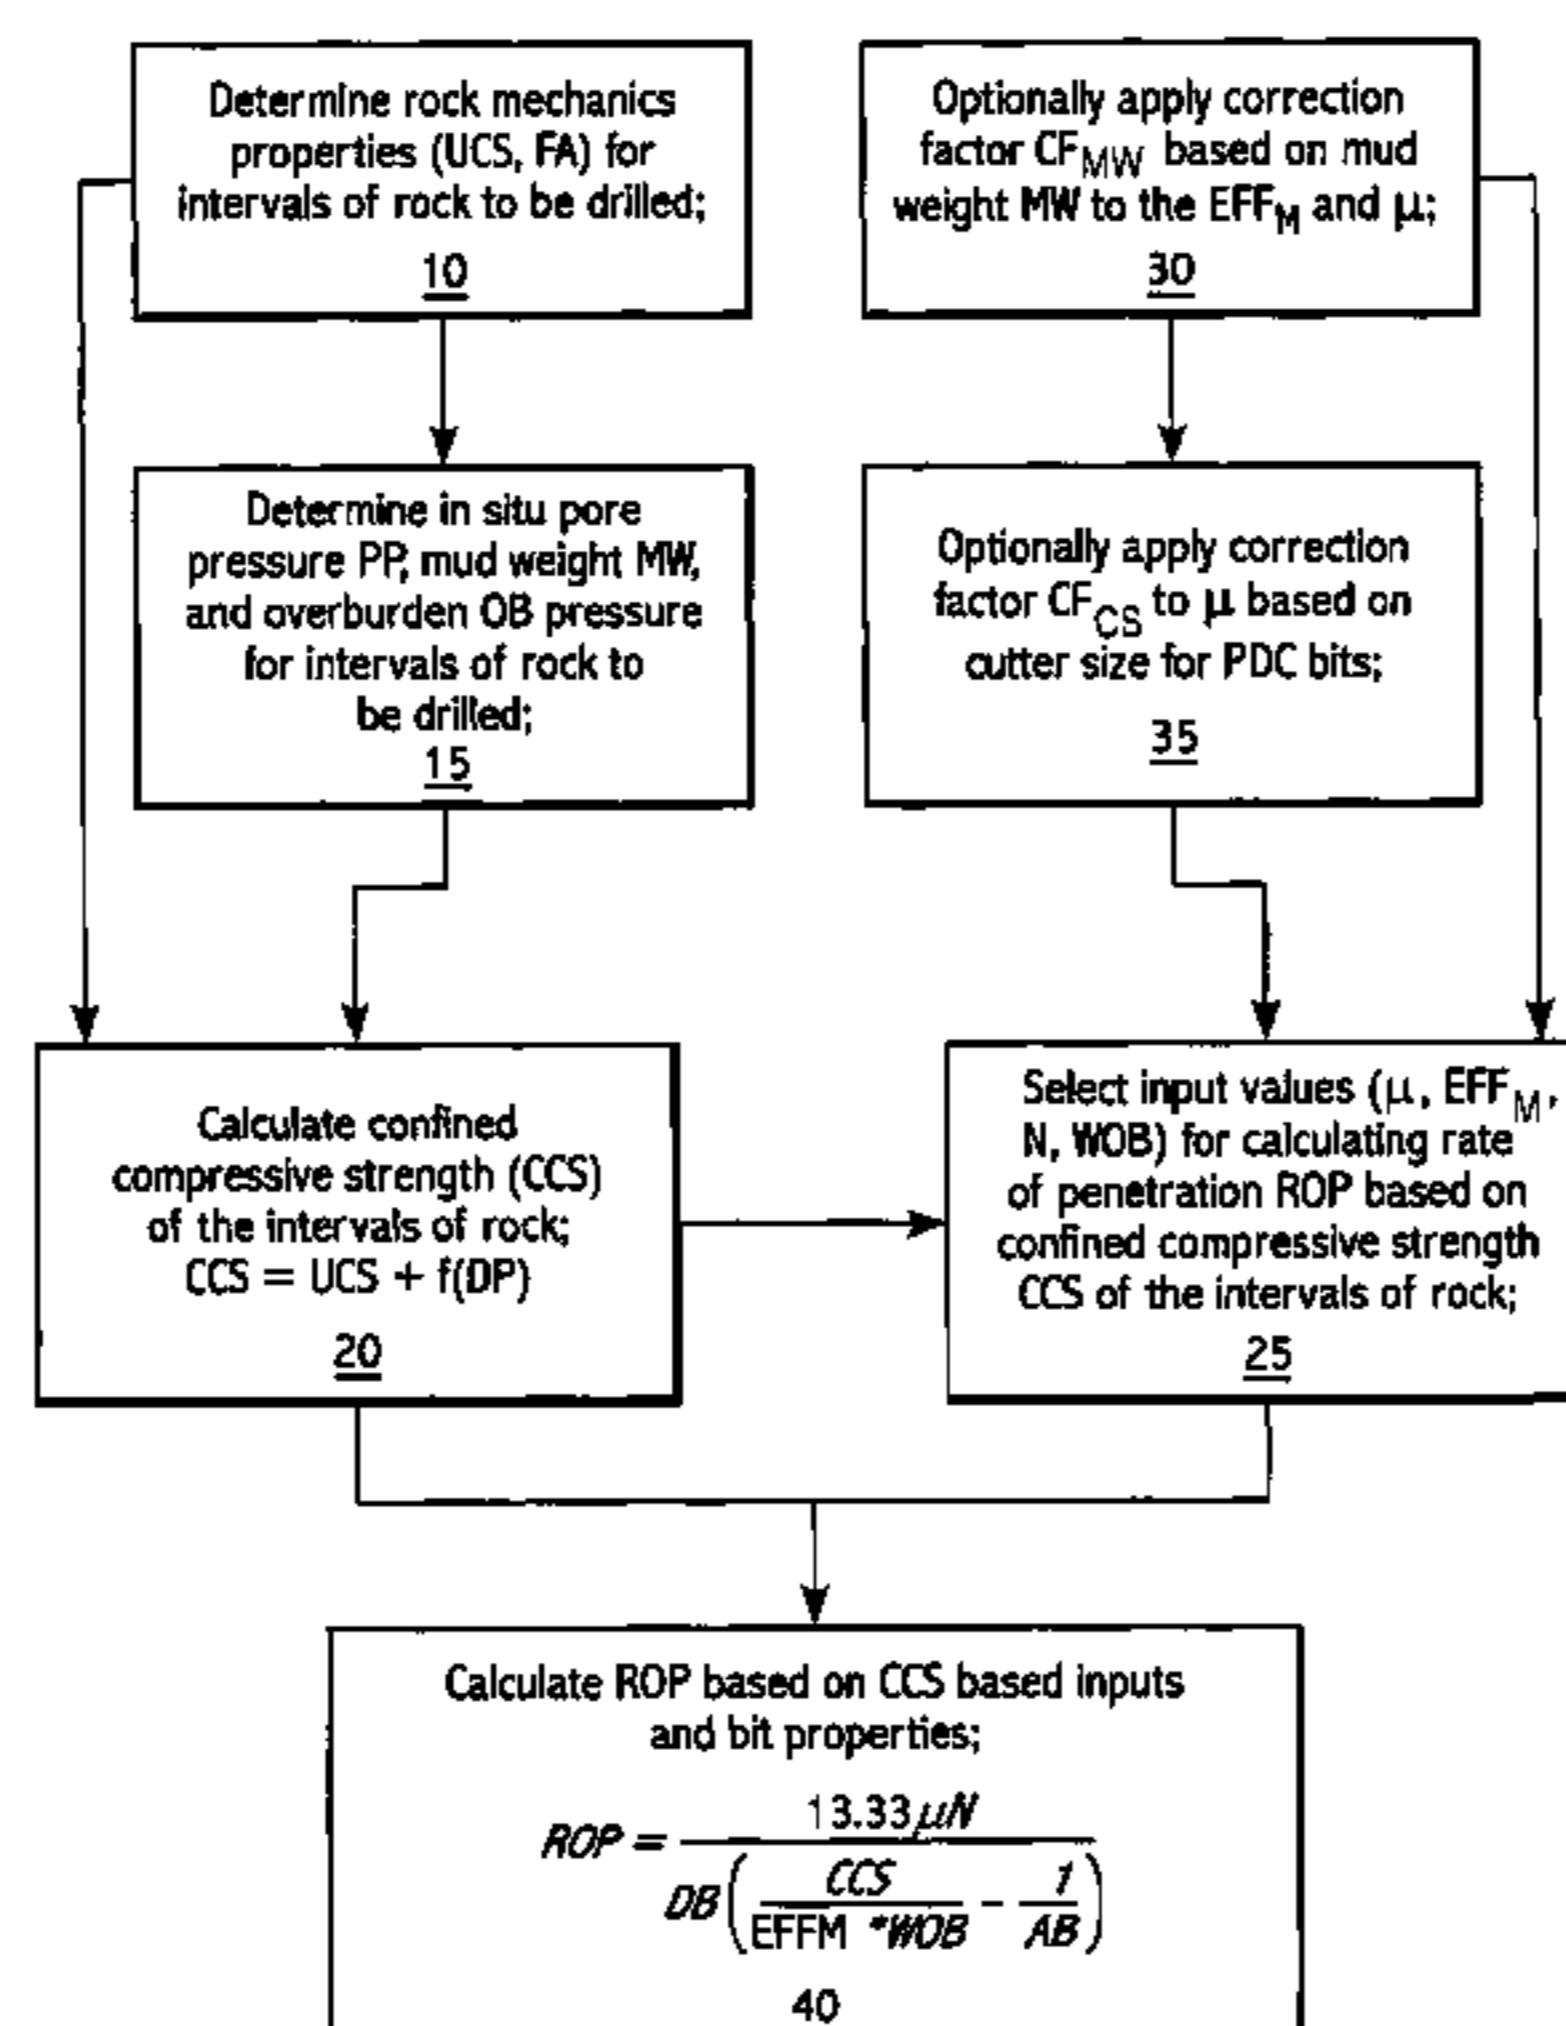 Determine rock mechanics
properties (UCS, FA) for
intervals of rock to be drilled;
10
Determine in situ pore
pressure PP, mud weight MW,
and overburden OB pressure
for intervals of rock to
be drilled;
15
Calculate confined
compressive strength (CCS)
of the intervals of rock;
CCS = UCS + f(DP)
20
Optionally apply correction
factor CF_MW based on mud
weight MW to the EFF_M and μ;
30
Optionally apply correction
factor CF_CS to μ based on
cutter size for PDC bits;
35
Select input values (μ, EFF_M,
N, WOB) for calculating rate
of penetration ROP based on
confined compressive strength
CCS of the intervals of rock;
25
Calculate ROP based on CCS based inputs
and bit properties;
ROP = 13.33μN / DB(CCS / EFFM *WOB - 1 / AB)
40